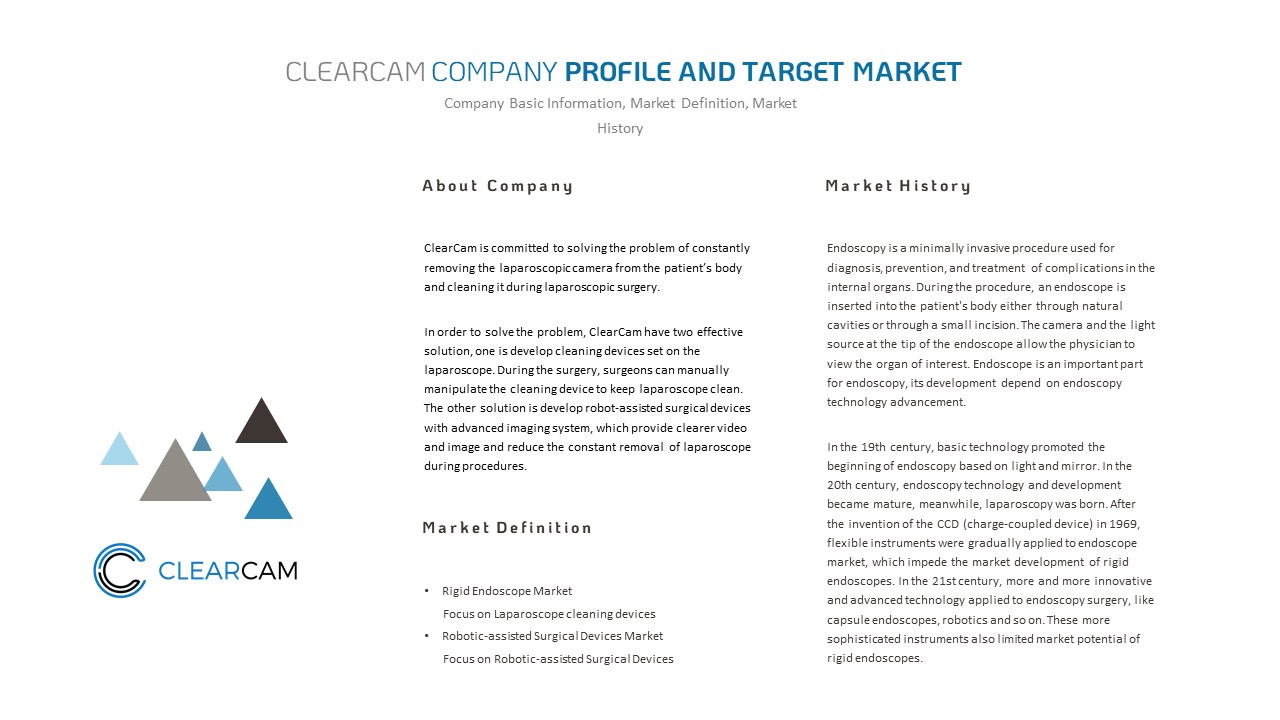 CLEARCAM COMPANY PROFILE AND TARGET MARKET
Company Basic Information, Market Definition, Market
History
About Company
ClearCam is committed to solving the problem of constantly
removing the laparoscopic camera from the patient’s body
and cleaning it during laparoscopic surgery.
In order to solve the problem, ClearCam have two effective
solution, one is develop cleaning devices set on the
laparoscope. During the surgery, surgeons can manually
manipulate the cleaning device to keep laparoscope clean.
The other solution is develop robot-assisted surgical devices
with advanced imaging system, which provide clearer video
and image and reduce the constant removal of laparoscope
during procedures.
Market Definition
• Rigid Endoscope Market
Focus on Laparoscope cleaning devices
• Robotic-assisted Surgical Devices Market
Focus on Robotic-assisted Surgical Devices
Market History
Endoscopy is a minimally invasive procedure used for
diagnosis, prevention, and treatment of complications in the
internal organs. During the procedure, an endoscope is
inserted into the patient's body either through natural
cavities or through a small incision. The camera and the light
source at the tip of the endoscope allow the physician to
view the organ of interest. Endoscope is an important part
for endoscopy, its development depend on endoscopy
technology advancement.
In the 19th century, basic technology promoted the
beginning of endoscopy based on light and mirror. In the
20th century, endoscopy technology and development
became mature, meanwhile, laparoscopy was born. After
the invention of the CCD (charge-coupled device) in 1969,
flexible instruments were gradually applied to endoscope
market, which impede the market development of rigid
endoscopes. In the 21st century, more and more innovative
and advanced technology applied to endoscopy surgery, like
capsule endoscopes, robotics and so on. These more
sophisticated instruments also limited market potential of
rigid endoscopes.
CLEARCAM